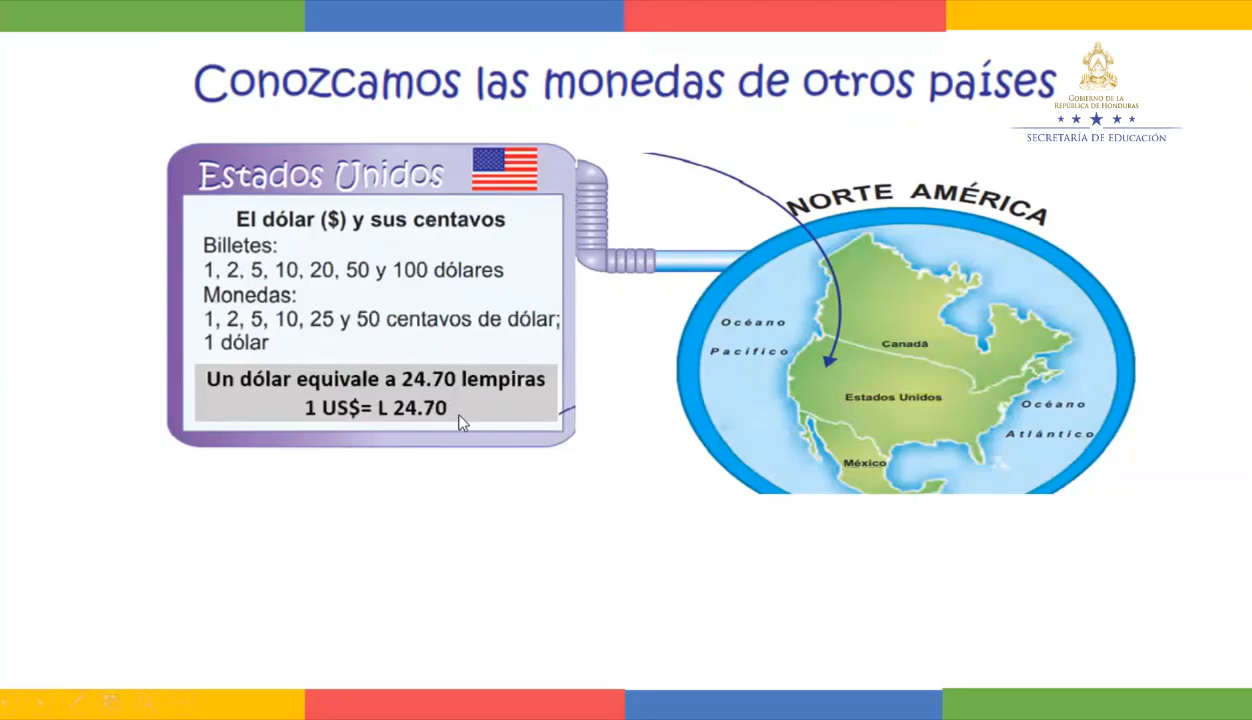 Conozcamos las monedas de otros países
GOBIERNO DE LA
REPÚBLICA DE HONDURAS
SECRETARÍA DE EDUCACIÓN
Estados Unidos
El dólar ($) y sus centavos
Billetes:
1, 2, 5, 10, 20, 50 y 100 dólares
Monedas:
1, 2, 5, 10, 25 y 50 centavos de dólar;
1 dólar
Un dólar equivale a 24.70 lempiras
1 US$= L 24.70
NORTE AMÉRICA
Océano
Pacífico
Canadá
Estados Unidos
Océano
Atlántico
México